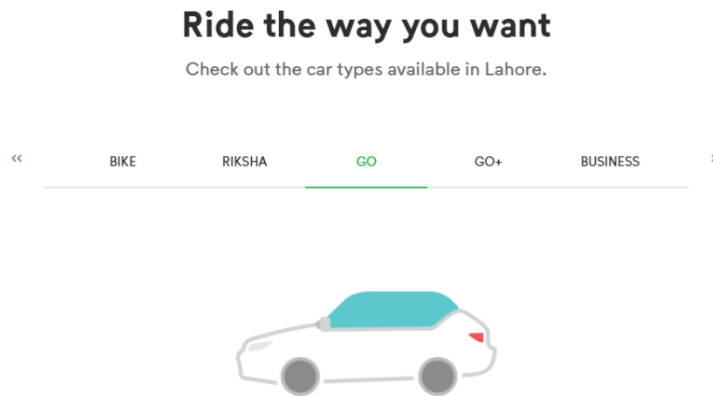 Ride the way you want
Check out the car types available in Lahore.
« BIKE RIKSHA GO GO+ BUSINESS